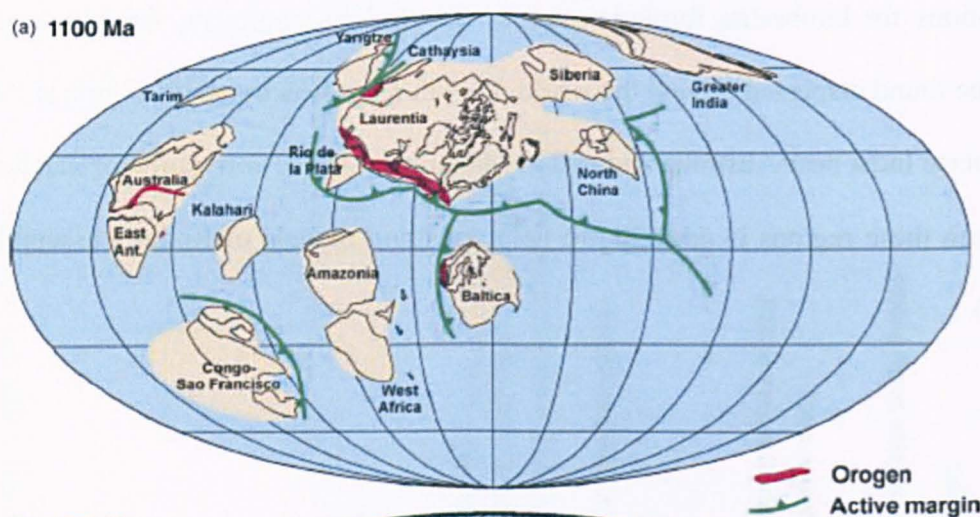 (a) 1100 Ma
Yangtze
Cathaysia
Siberia
Greater
India
Tarim
Laurentia
Rio de
la Plata
North
China
Australia
Kalahari
East
Ant.
Amazonia
Baltica
Congo-
Sao Francisco
West
Africa
Orogen
Active margin